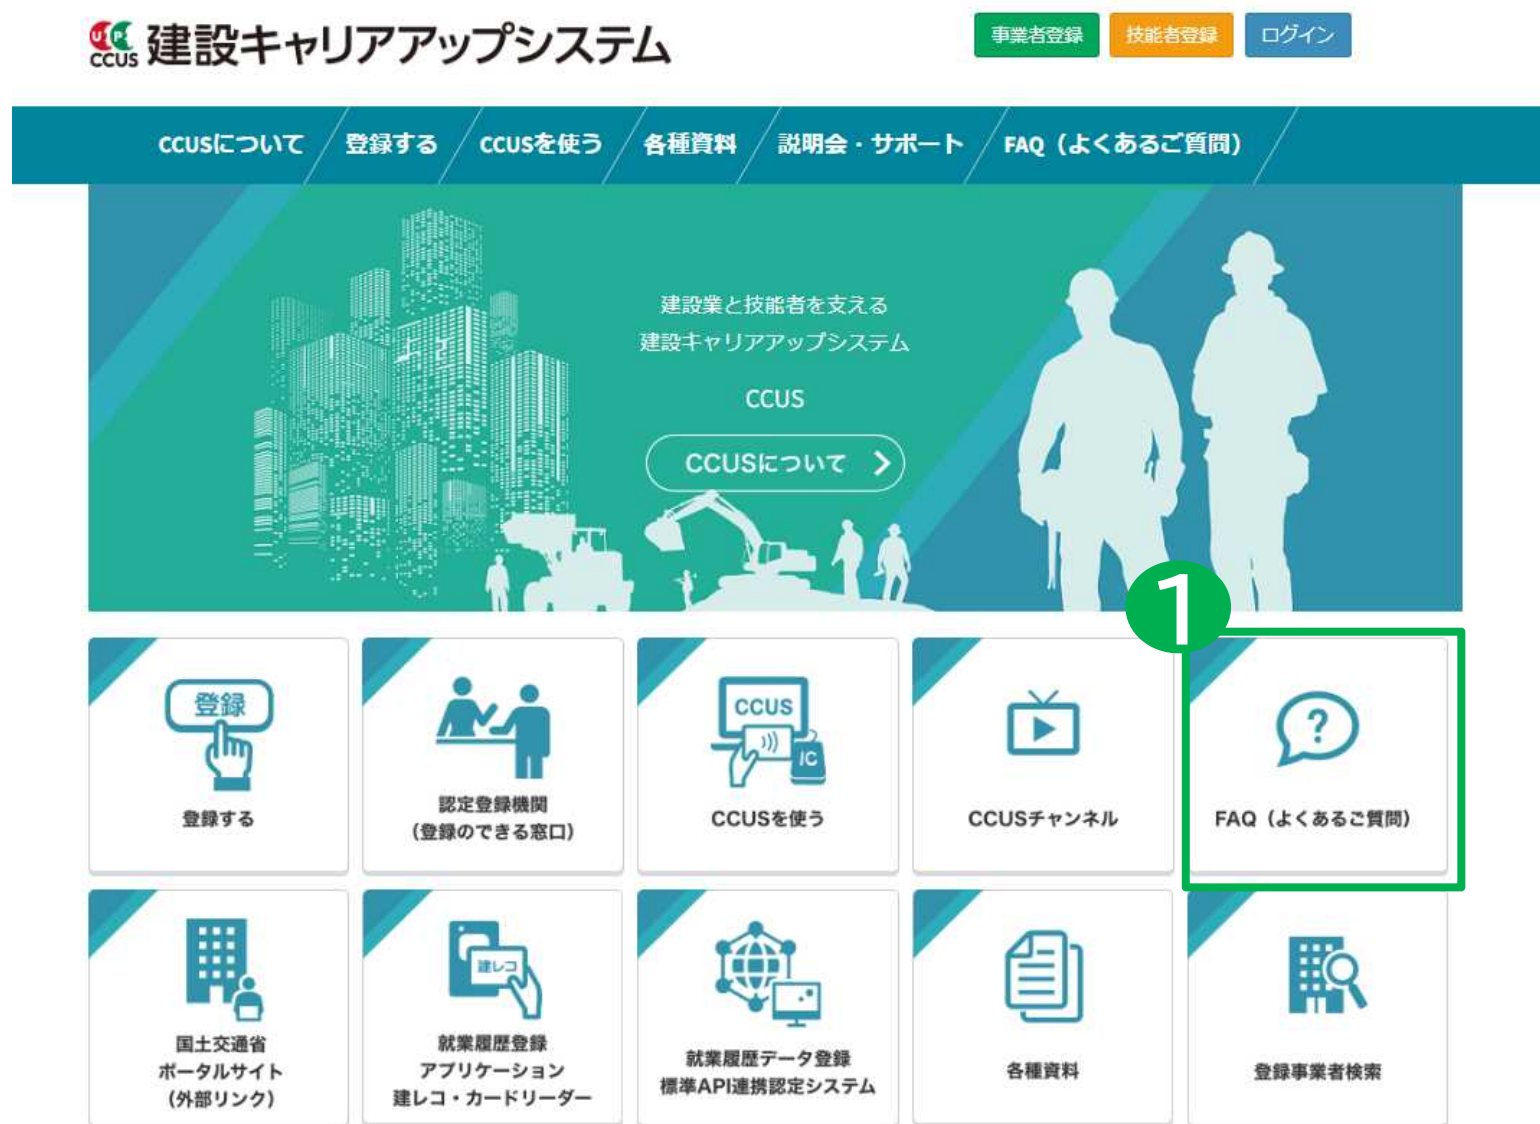 UP
CCUS
建設キャリアアップシステム
事業者登録
技能者登録
ログイン
CCUSについて
登録する
CCUSを使う
各種資料
説明会・サポート
FAQ（よくあるご質問）
建設業と技能者を支える
建設キャリアアップシステム
CCUS
CCUSについて
1
登録
登録する
認定登録機関
（登録のできる窓口）
CCUS
IC
CCUSを使う
CCUSチャンネル
?
FAQ（よくあるご質問）
国土交通省
ポータルサイト
（外部リンク）
建レコ
就業履歴登録
アプリケーション
建レコ・カードリーダー
就業履歴データ登録
標準API連携認定システム
各種資料
登録事業者検索